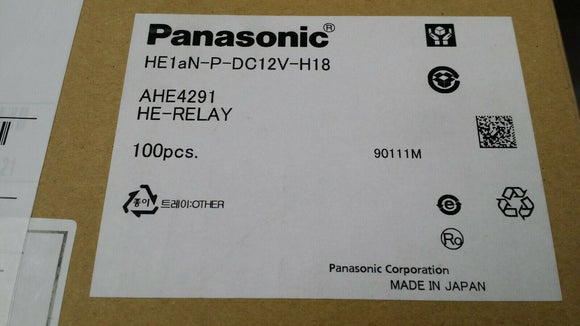 Panasonic®
HE1aN-P-DC12V-H18
AHE4291
HE-RELAY
100pcs.
90111M
종이
트레이:OTHER
e
Ro
Panasonic Corporation
MADE IN JAPAN